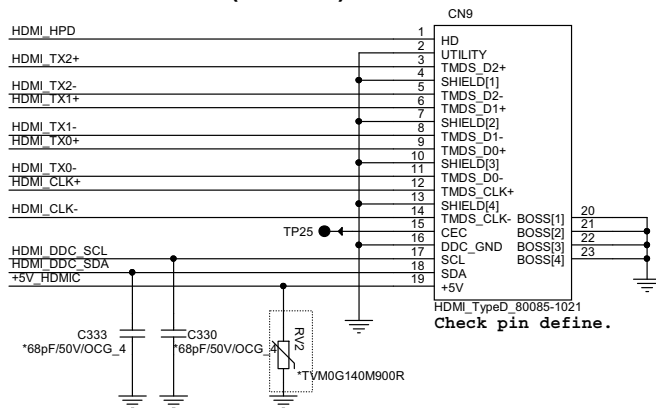 CN9
HDMI_HPD 1 HD
2 UTILITY
HDMI_TX2+ 3 TMDS_D2+
4 SHIELD[1]
HDMI_TX2- 5 TMDS_D2-
HDMI_TX1+ 6 TMDS_D1+
7 SHIELD[2]
HDMI_TX1- 8 TMDS_D1-
HDMI_TX0+ 9 TMDS_D0+
10 SHIELD[3]
HDMI_TX0- 11 TMDS_D0-
HDMI_CLK+ 12 TMDS_CLK+
13 SHIELD[4]
HDMI_CLK- 14 TMDS_CLK- BOSS[1] 20
TP25 15 CEC BOSS[2] 21
16 DDC_GND BOSS[3] 22
HDMI_DDC_SCL 17 SCL BOSS[4] 23
HDMI_DDC_SDA 18 SDA
+5V_HDMIC 19 +5V
HDMI_TypeD_80085-1021
Check pin define.
C333
*68pF/50V/OCG_4
C330
*68pF/50V/OCG_4
RV2
*TVM0G140M900R